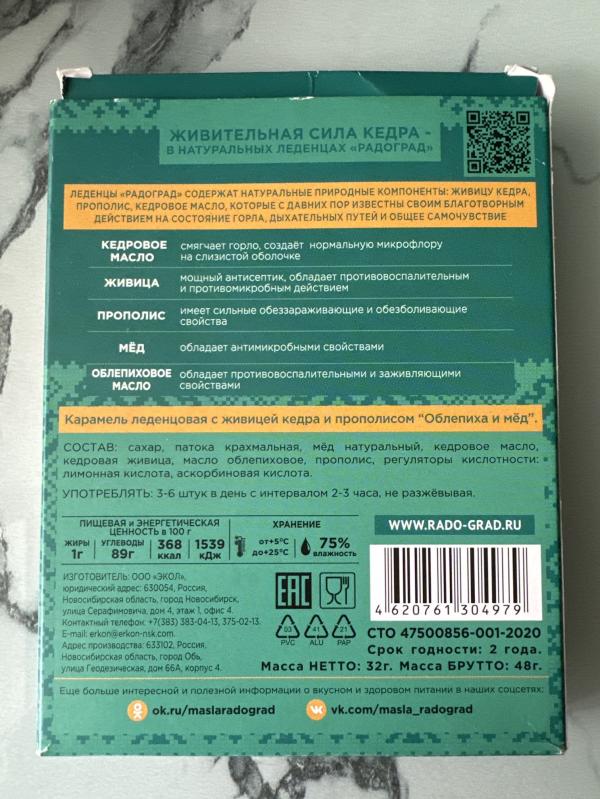 ЖИВИТЕЛЬНАЯ СИЛА КЕДРА -
В НАТУРАЛЬНЫХ ЛЕДЕНЦАХ «РАДОГРАД»
ЛЕДЕНЦЫ «РАДОГРАД» СОДЕРЖАТ НАТУРАЛЬНЫЕ ПРИРОДНЫЕ КОМПОНЕНТЫ: ЖИВИЦУ КЕДРА,
ПРОПОЛИС, КЕДРОВОЕ МАСЛО, КОТОРЫЕ С ДАВНИХ ПОР ИЗВЕСТНЫ СВОИМ БЛАГОТВОРНЫМ
ДЕЙСТВИЕМ НА СОСТОЯНИЕ ГОРЛА, ДЫХАТЕЛЬНЫХ ПУТЕЙ И ОБЩЕЕ САМОЧУВСТВИЕ
КЕДРОВОЕ МАСЛО смягчает горло, создаёт нормальную микрофлору
на слизистой оболочке
ЖИВИЦА мощный антисептик, обладает противовоспалительным
и противомикробным действием
ПРОПОЛИС имеет сильные обеззараживающие и обезболивающие
свойства
МЁД обладает антимикробными свойствами
ОБЛЕПИХОВОЕ МАСЛО обладает противовоспалительными и заживляющими
свойствами
Карамель леденцовая с живицей кедра и прополисом "Облепиха и мёд".
СОСТАВ: сахар, патока крахмальная, мёд натуральный, кедровое масло,
кедровая живица, масло облепиховое, прополис, регуляторы кислотности:
лимонная кислота, аскорбиновая кислота.
УПОТРЕБЛЯТЬ: 3-6 штук в день с интервалом 2-3 часа, не разжёвывая.
ПИЩЕВАЯ И ЭНЕРГЕТИЧЕСКАЯ
ЦЕННОСТЬ в 100 г
ЖИРЫ 1г
УГЛЕВОДЫ 89г
368 ккал
1539 кДж
ХРАНЕНИЕ
от+5°С
до+25°С
75%
влажность
WWW.RADO-GRAD.RU
ИЗГОТОВИТЕЛЬ: ООО «ЭКОЛ»,
юридический адрес: 630054, Россия,
Новосибирская область, город Новосибирск,
улица Серафимовича, дом 4, этаж 1, офис 4.
Контактный телефон: +7(383) 383-04-13, 375-02-13.
E-mail: erkon@erkon-nsk.com.
Адрес производства: 633102, Россия,
Новосибирская область, город Обь,
улица Геодезическая, дом 66А, корпус 4.
EAC
03 PVC
41 ALU
21 PAP
4 620761 304979
СТО 47500856-001-2020
Срок годности: 2 года.
Масса НЕТТО: 32г. Масса БРУТТО: 48г.
Еще больше интересной и полезной информации о вкусном и здоровом питании в наших соцсетях:
ok.ru/maslaradograd
vk.com/masla_radograd